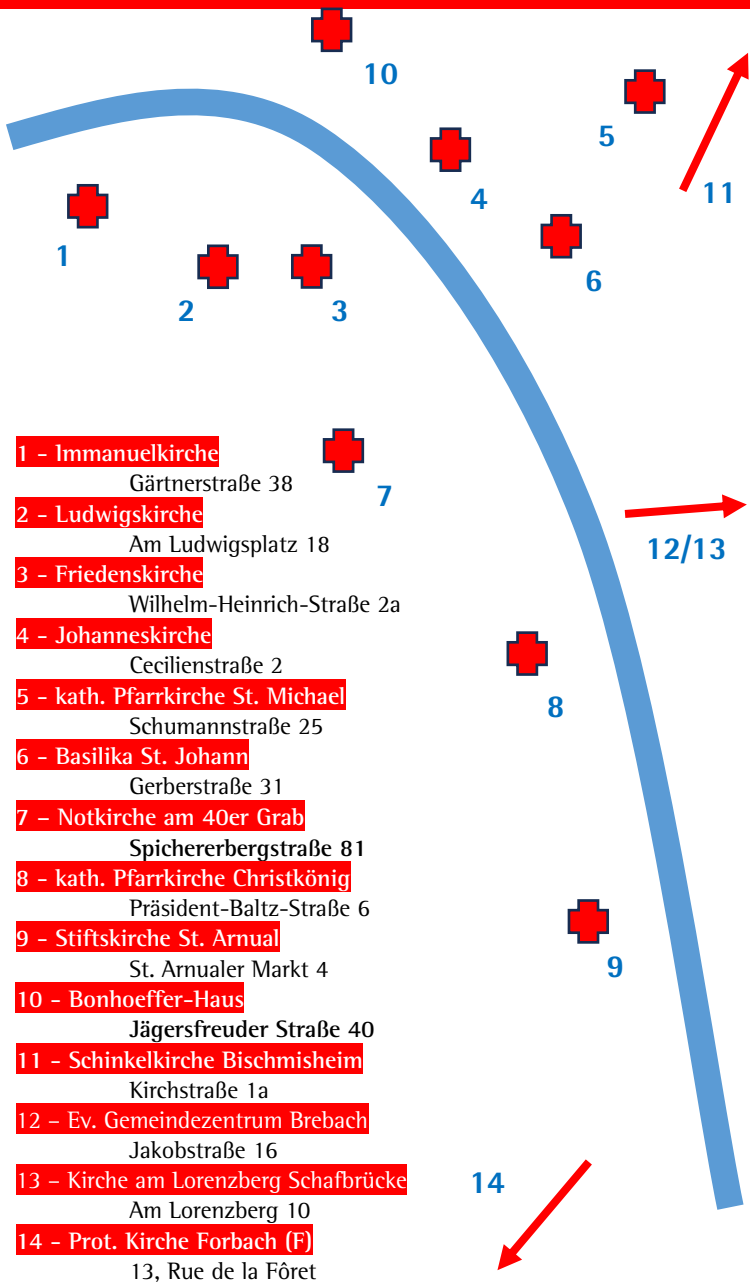 10
5
11
4
1
6
2
3
1 - Immanuelkirche
Gärtnerstraße 38
7
2 - Ludwigskirche
Am Ludwigsplatz 18
12/13
3 - Friedenskirche
Wilhelm-Heinrich-Straße 2a
4 - Johanneskirche
Cecilienstraße 2
5 - kath. Pfarrkirche St. Michael
Schumannstraße 25
8
6 - Basilika St. Johann
Gerberstraße 31
7 – Notkirche am 40er Grab
Spichererbergstraße 81
8 - kath. Pfarrkirche Christkönig
Präsident-Baltz-Straße 6
9 - Stiftskirche St. Arnual
St. Arnualer Markt 4
9
10 - Bonhoeffer-Haus
Jägersfreuder Straße 40
11 - Schinkelkirche Bischmisheim
Kirchstraße 1a
12 – Ev. Gemeindezentrum Brebach
Jakobstraße 16
13 - Kirche am Lorenzberg Schafbrücke
Am Lorenzberg 10
14
14 - Prot. Kirche Forbach (F)
13, Rue de la Fôret